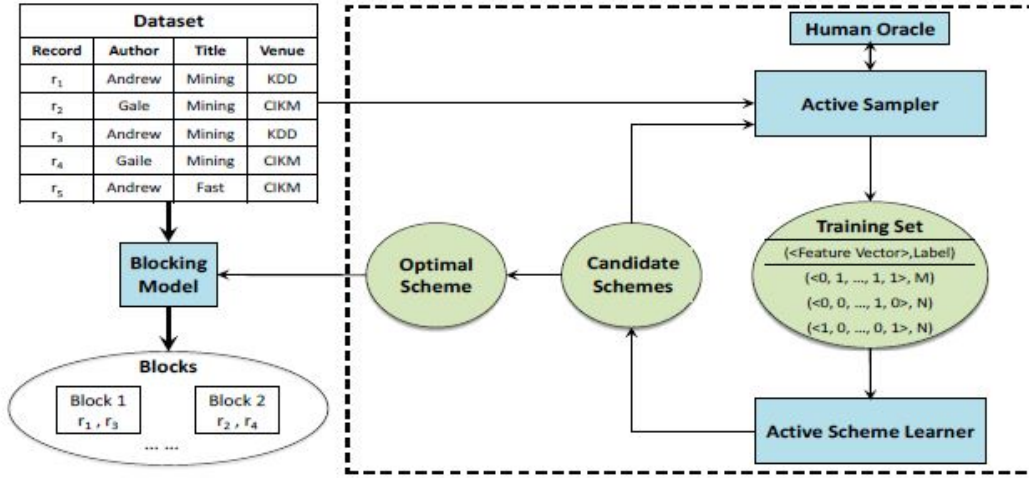 Dataset
Record Author Title Venue
r1 Andrew Mining KDD
r2 Gale Mining CIKM
r3 Andrew Mining KDD
r4 Gaile Mining CIKM
r5 Andrew Fast CIKM
Blocking
Model
Blocks
Block 1
r1 , r3
Block 2
r2 , r4
... ...
Optimal
Scheme
Candidate
Schemes
Human Oracle
Active Sampler
Training Set
(<Feature Vector>,Label)
(<0, 1, ..., 1, 1>, M)
(<0, 0, ..., 1, 0>, N)
(<1, 0, ..., 0, 1>, N)
Active Scheme Learner